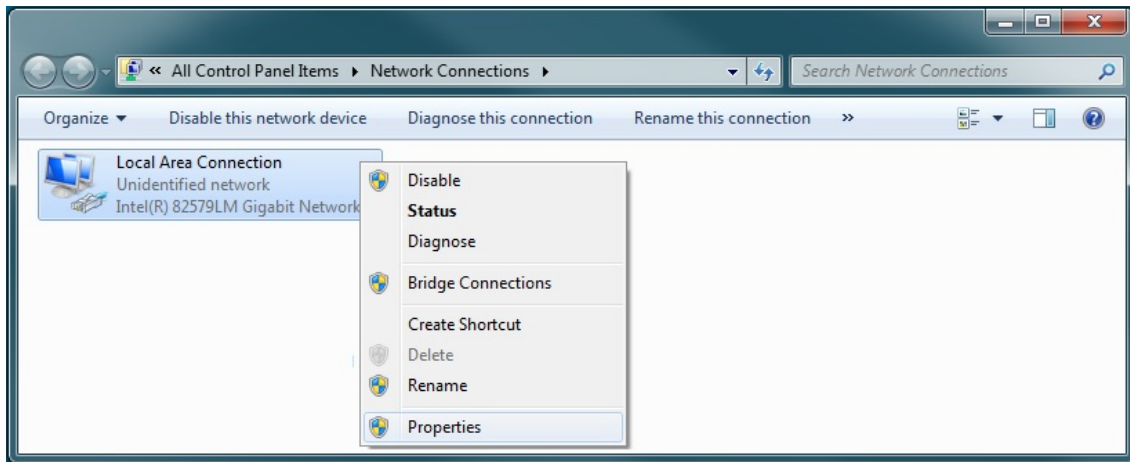 « All Control Panel Items ▸ Network Connections ▸
Search Network Connections
Organize ▾ Disable this network device Diagnose this connection Rename this connection »
Local Area Connection
Unidentified network
Intel(R) 82579LM Gigabit Network
Disable
Status
Diagnose
Bridge Connections
Create Shortcut
Delete
Rename
Properties